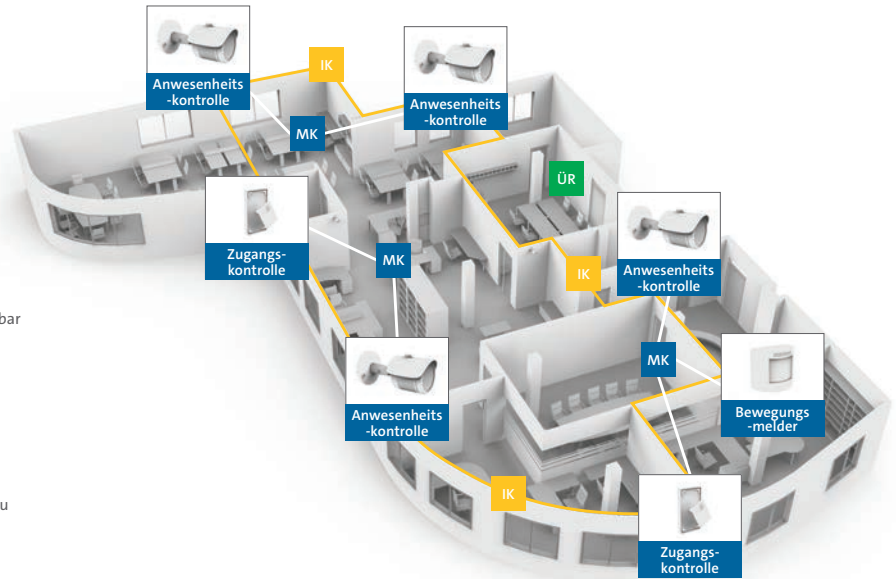 Anwesenheits
-kontrolle
IK
Anwesenheits
-kontrolle
MK
ÜR
Zugangs-
kontrolle
MK
IK
Anwesenheits
-kontrolle
bar
Anwesenheits
-kontrolle
MK
Bewegungs
-melder
u
IK
Zugangs-
kontrolle